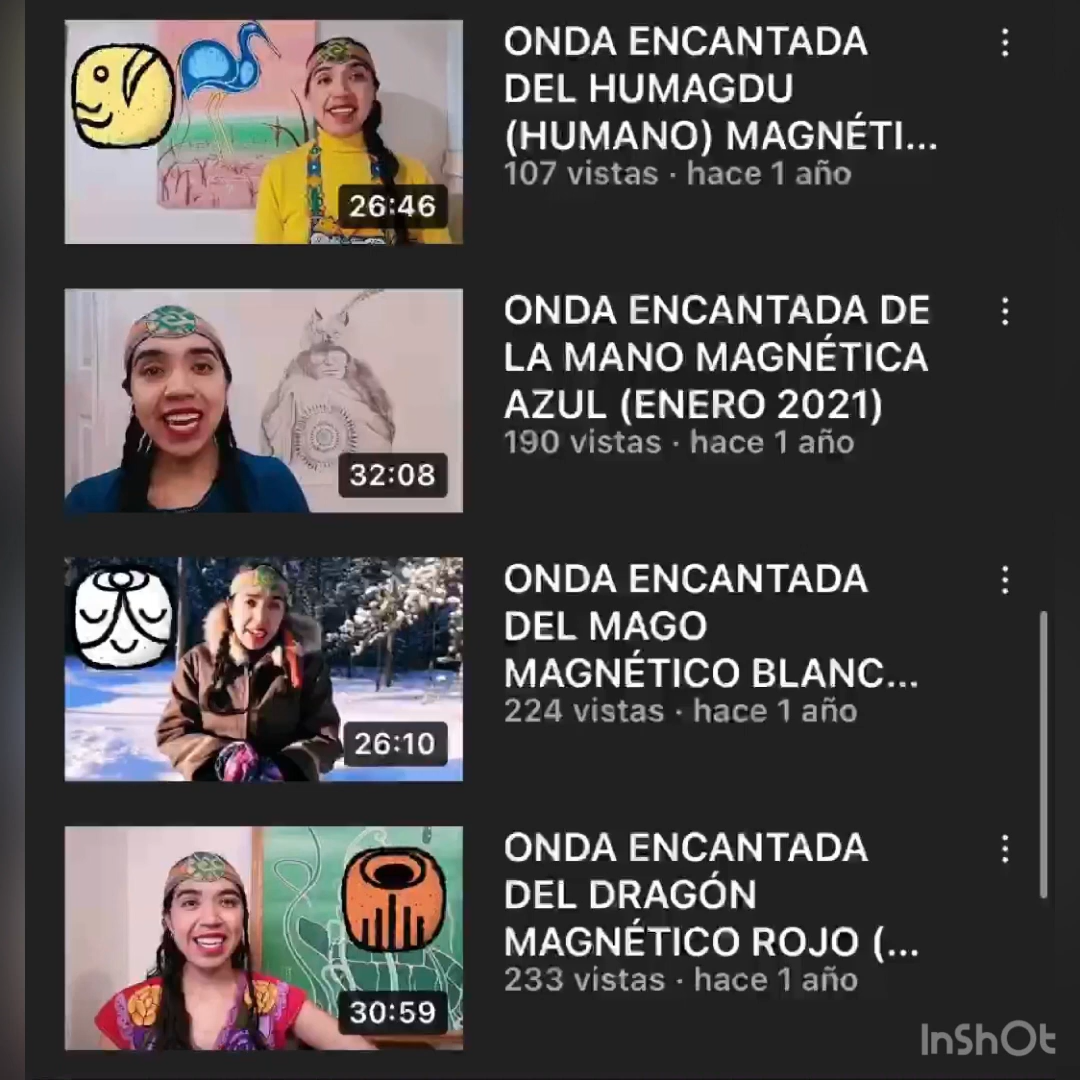 ONDA ENCANTADA
DEL HUMAGDU
(HUMANO) MAGNÉTI...
107 vistas · hace 1 año
26:46
ONDA ENCANTADA DE
LA MANO MAGNÉTICA
AZUL (ENERO 2021)
190 vistas · hace 1 año
32:08
ONDA ENCANTADA
DEL MAGO
MAGNÉTICO BLANC...
224 vistas · hace 1 año
26:10
ONDA ENCANTADA
DEL DRAGÓN
MAGNÉTICO ROJO (...
233 vistas · hace 1 año
30:59
InShOt